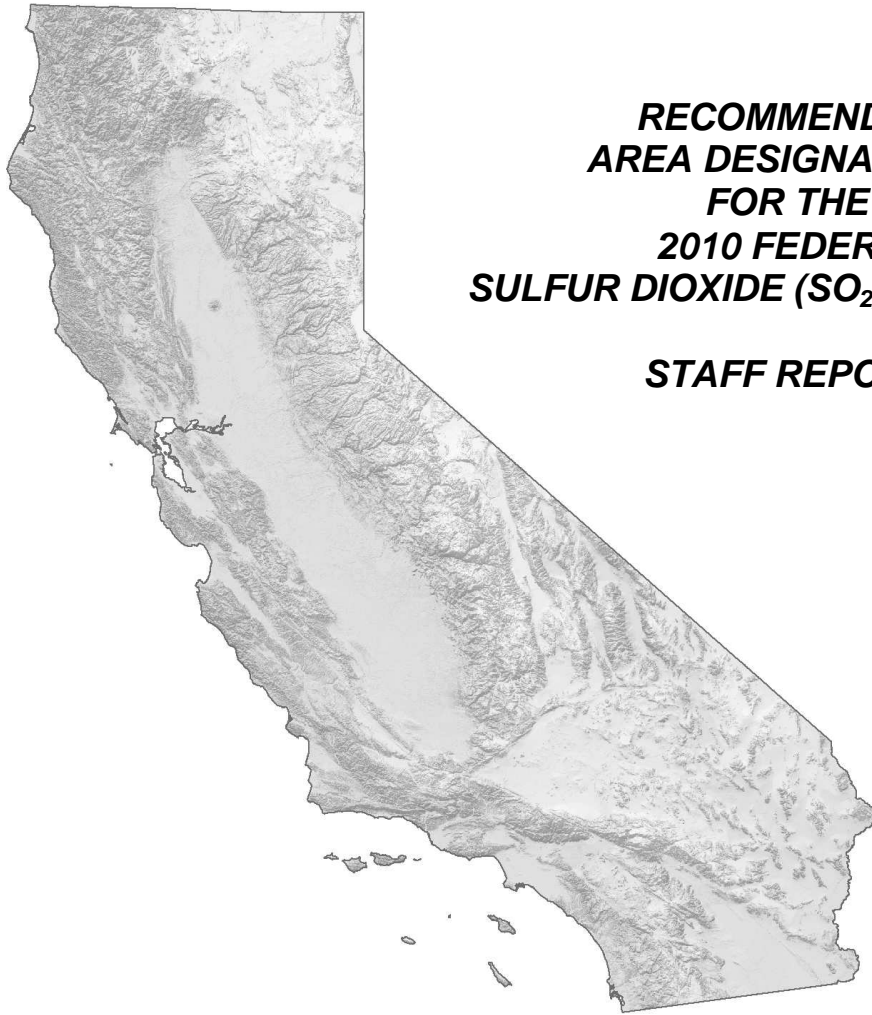 RECOMMEND
AREA DESIGNA
FOR THE
2010 FEDER
SULFUR DIOXIDE (SO2
STAFF REPO